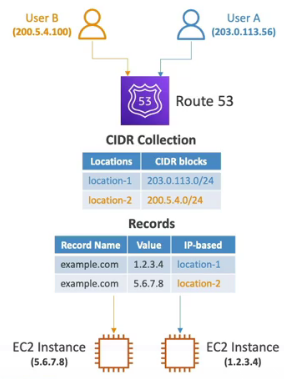 User B
(200.5.4.100)
User A
(203.0.113.56)
53
Route 53
CIDR Collection
Locations CIDR blocks
location-1 203.0.113.0/24
location-2 200.5.4.0/24
Records
Record Name Value IP-based
example.com 1.2.3.4 location-1
example.com 5.6.7.8 location-2
EC2 Instance
(5.6.7.8)
EC2 Instance
(1.2.3.4)